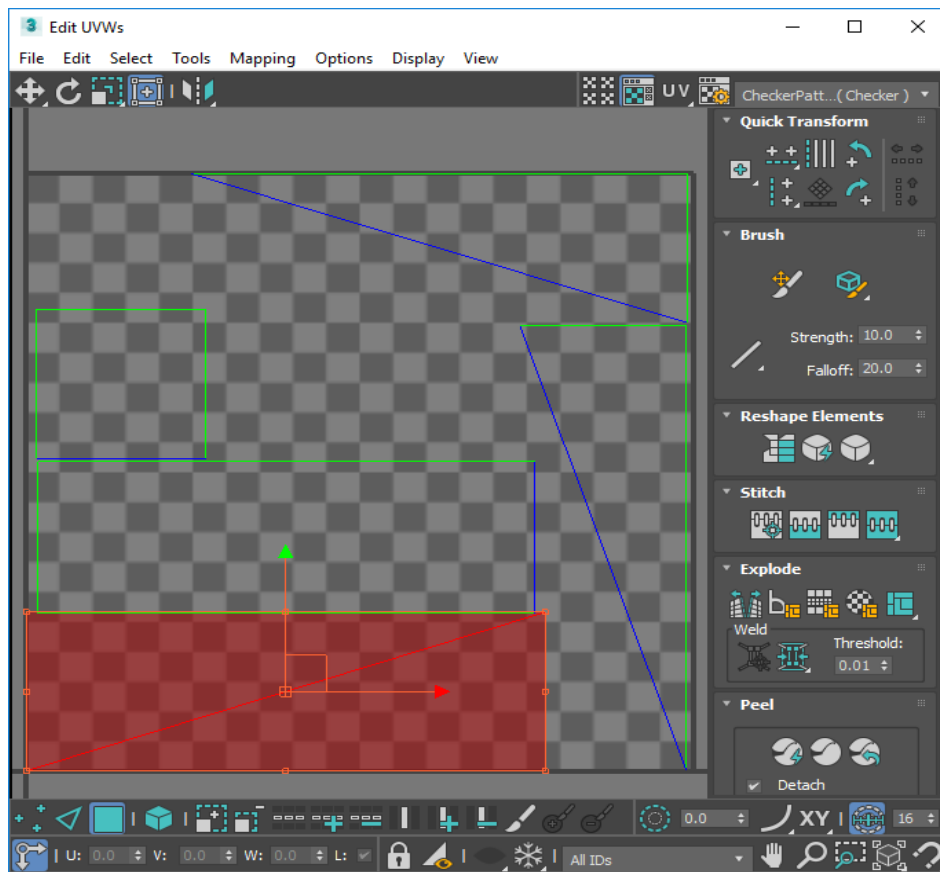 3 Edit UVWs
File Edit Select Tools Mapping Options Display View
UV CheckerPatt...( Checker )
Quick Transform
Brush
Strength: 10.0
Falloff: 20.0
Reshape Elements
Stitch
Explode
Weld
Threshold:
0.01
Peel
Detach
0.0 XY 16
U: 0.0 V: 0.0 W: 0.0 L: All IDs